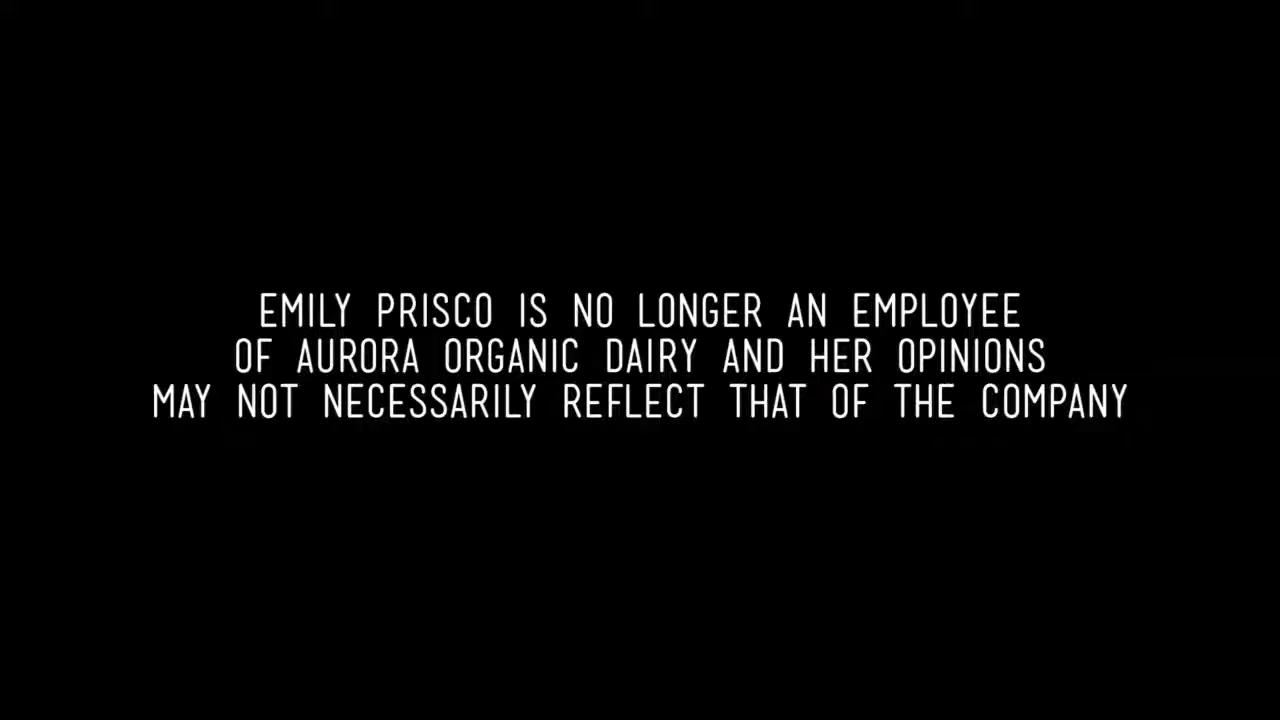 EMILY PRISCO IS NO LONGER AN EMPLOYEE
OF AURORA ORGANIC DAIRY AND HER OPINIONS
MAY NOT NECESSARILY REFLECT THAT OF THE COMPANY